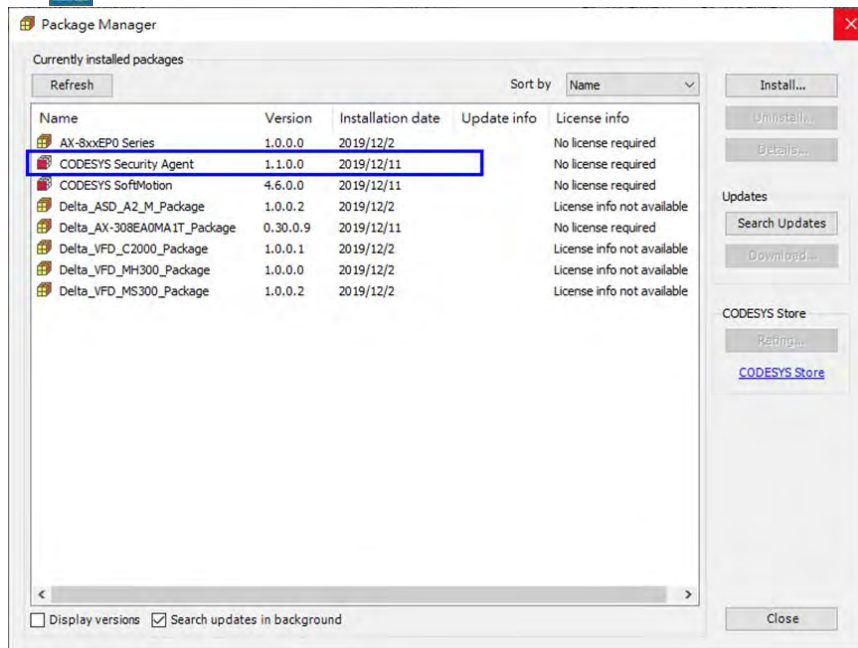 Package Manager
Currently installed packages
Refresh
Sort by Name
Install...
Name Version Installation date Update info License info
Uninstall...
AX-8xxEP0 Series 1.0.0.0 2019/12/2 No license required
Details...
CODESYS Security Agent 1.1.0.0 2019/12/11 No license required
CODESYS SoftMotion 4.6.0.0 2019/12/11 No license required
Updates
Delta_ASD_A2_M_Package 1.0.0.2 2019/12/2 License info not available
Search Updates
Delta_AX-308EA0MA1T_Package 0.30.0.9 2019/12/11 No license required
Delta_VFD_C2000_Package 1.0.0.1 2019/12/2 License info not available
Download...
Delta_VFD_MH300_Package 1.0.0.0 2019/12/2 License info not available
Delta_VFD_MS300_Package 1.0.0.2 2019/12/2 License info not available
CODESYS Store
Rating...
CODESYS Store
Display versions Search updates in background
Close